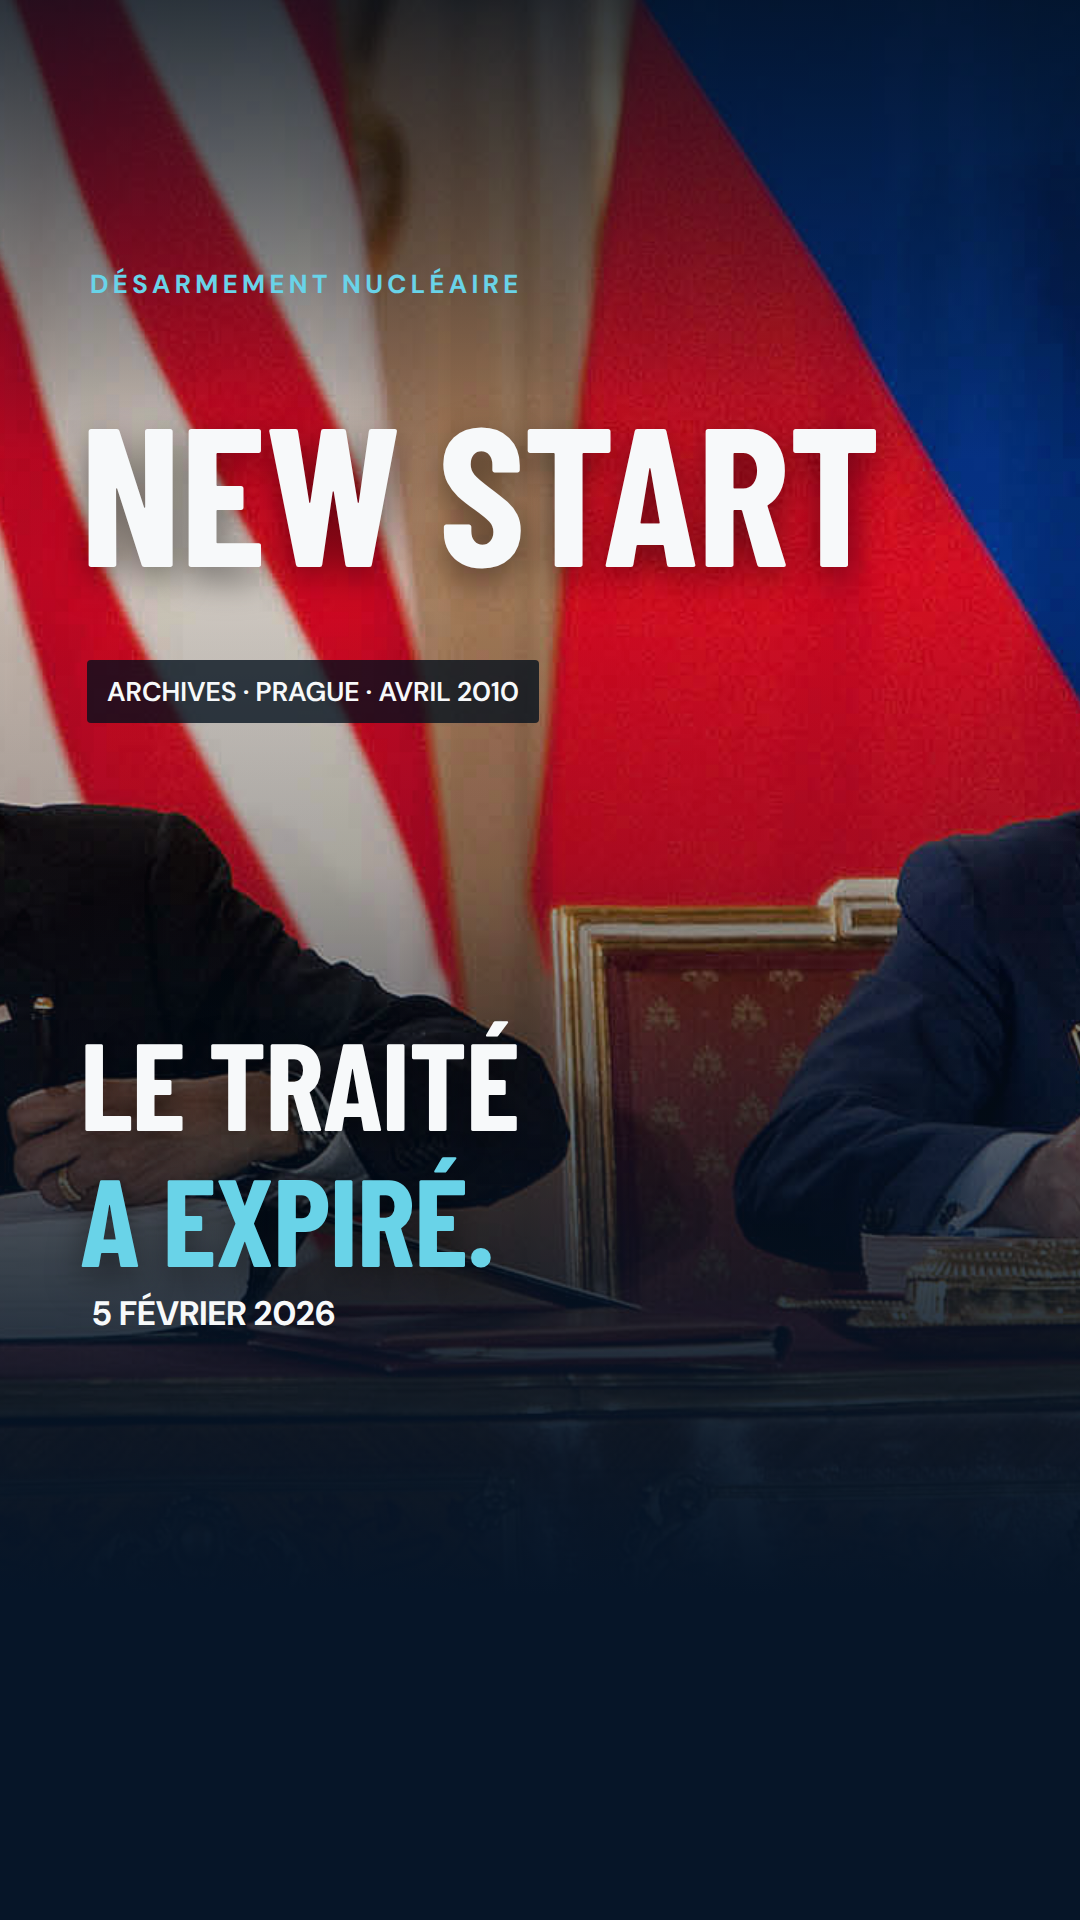 DÉSARMEMENT NUCLÉAIRE
NEW START
ARCHIVES · PRAGUE · AVRIL 2010
LE TRAITÉ
A EXPIRÉ.
5 FÉVRIER 2026